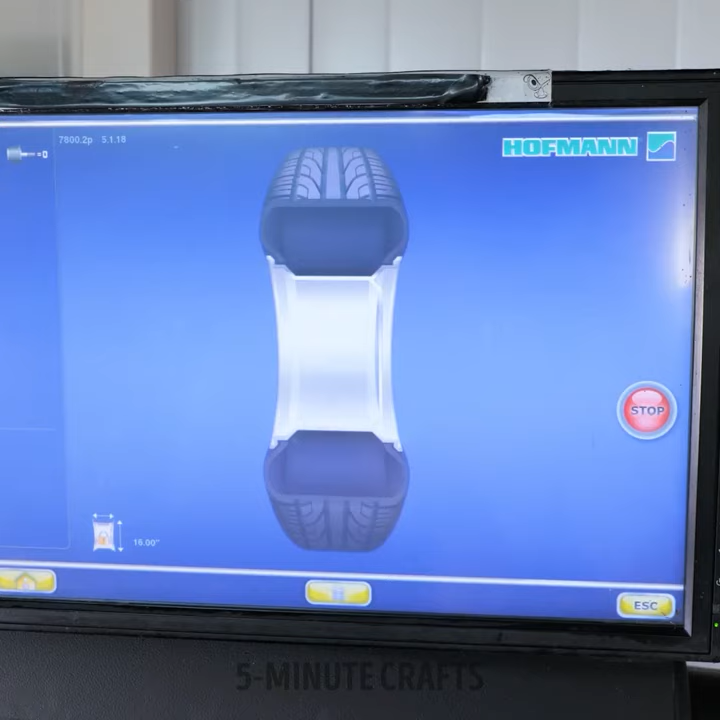 7800.2p 5.1.18
HOFMANN
STOP
16.00"
ESC
5-MINUTE CRAFTS